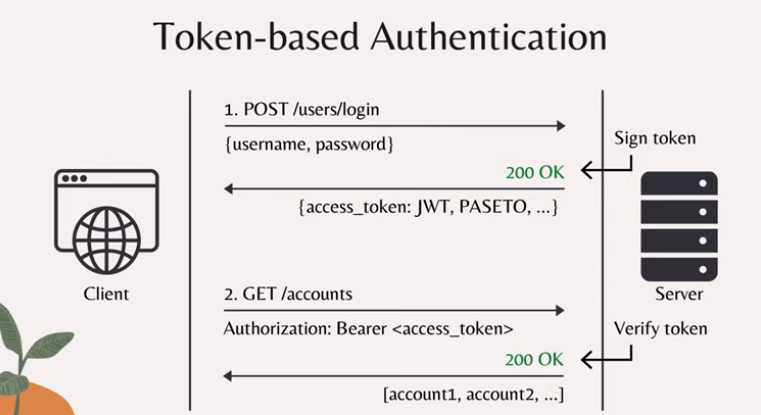 Token-based Authentication
1. POST /users/login
{username, password}
Sign token
200 OK
{access_token: JWT, PASETO, ...}
Client
Server
2. GET /accounts
Authorization: Bearer <access_token>
Verify token
200 OK
[account1, account2, ...]